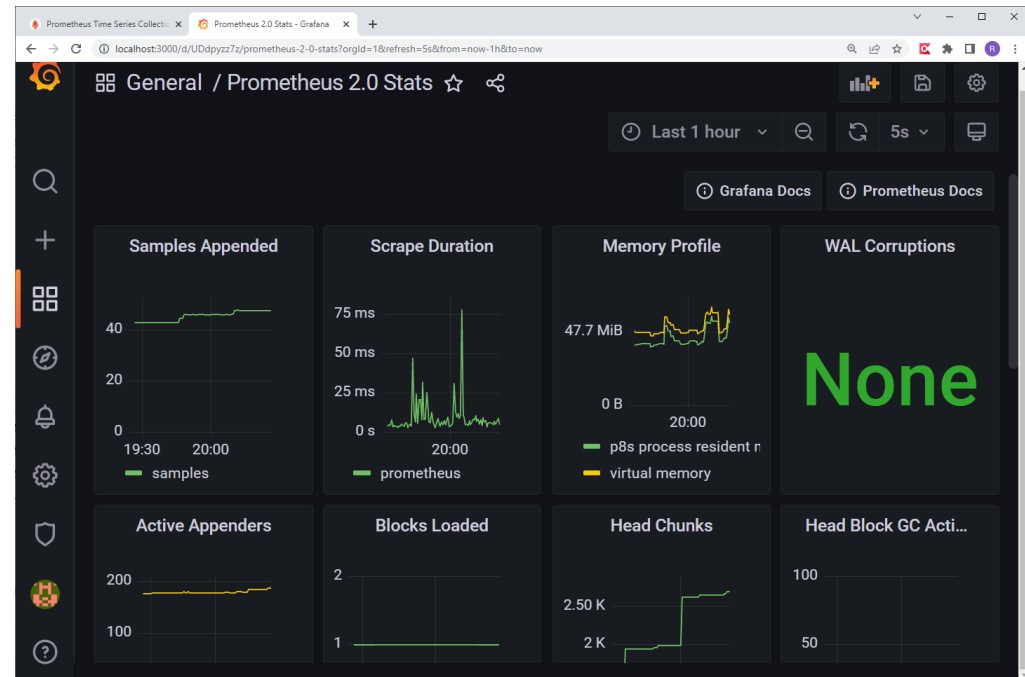 Prometheus Time Series Collectio
Prometheus 2.0 Stats - Grafana
localhost:3000/d/UDdpyzz7z/prometheus-2-0-stats?orgId=1&refresh=5s&from=now-1h&to=now
R
General / Prometheus 2.0 Stats
Last 1 hour
5s
Grafana Docs
Prometheus Docs
Samples Appended
40
20
0
19:30 20:00
samples
Scrape Duration
75 ms
50 ms
25 ms
0 s
20:00
prometheus
Memory Profile
47.7 MiB
0 B
20:00
p8s process resident m
virtual memory
WAL Corruptions
None
Active Appenders
200
100
Blocks Loaded
2
1
Head Chunks
2.50 K
2 K
Head Block GC Acti...
100
50